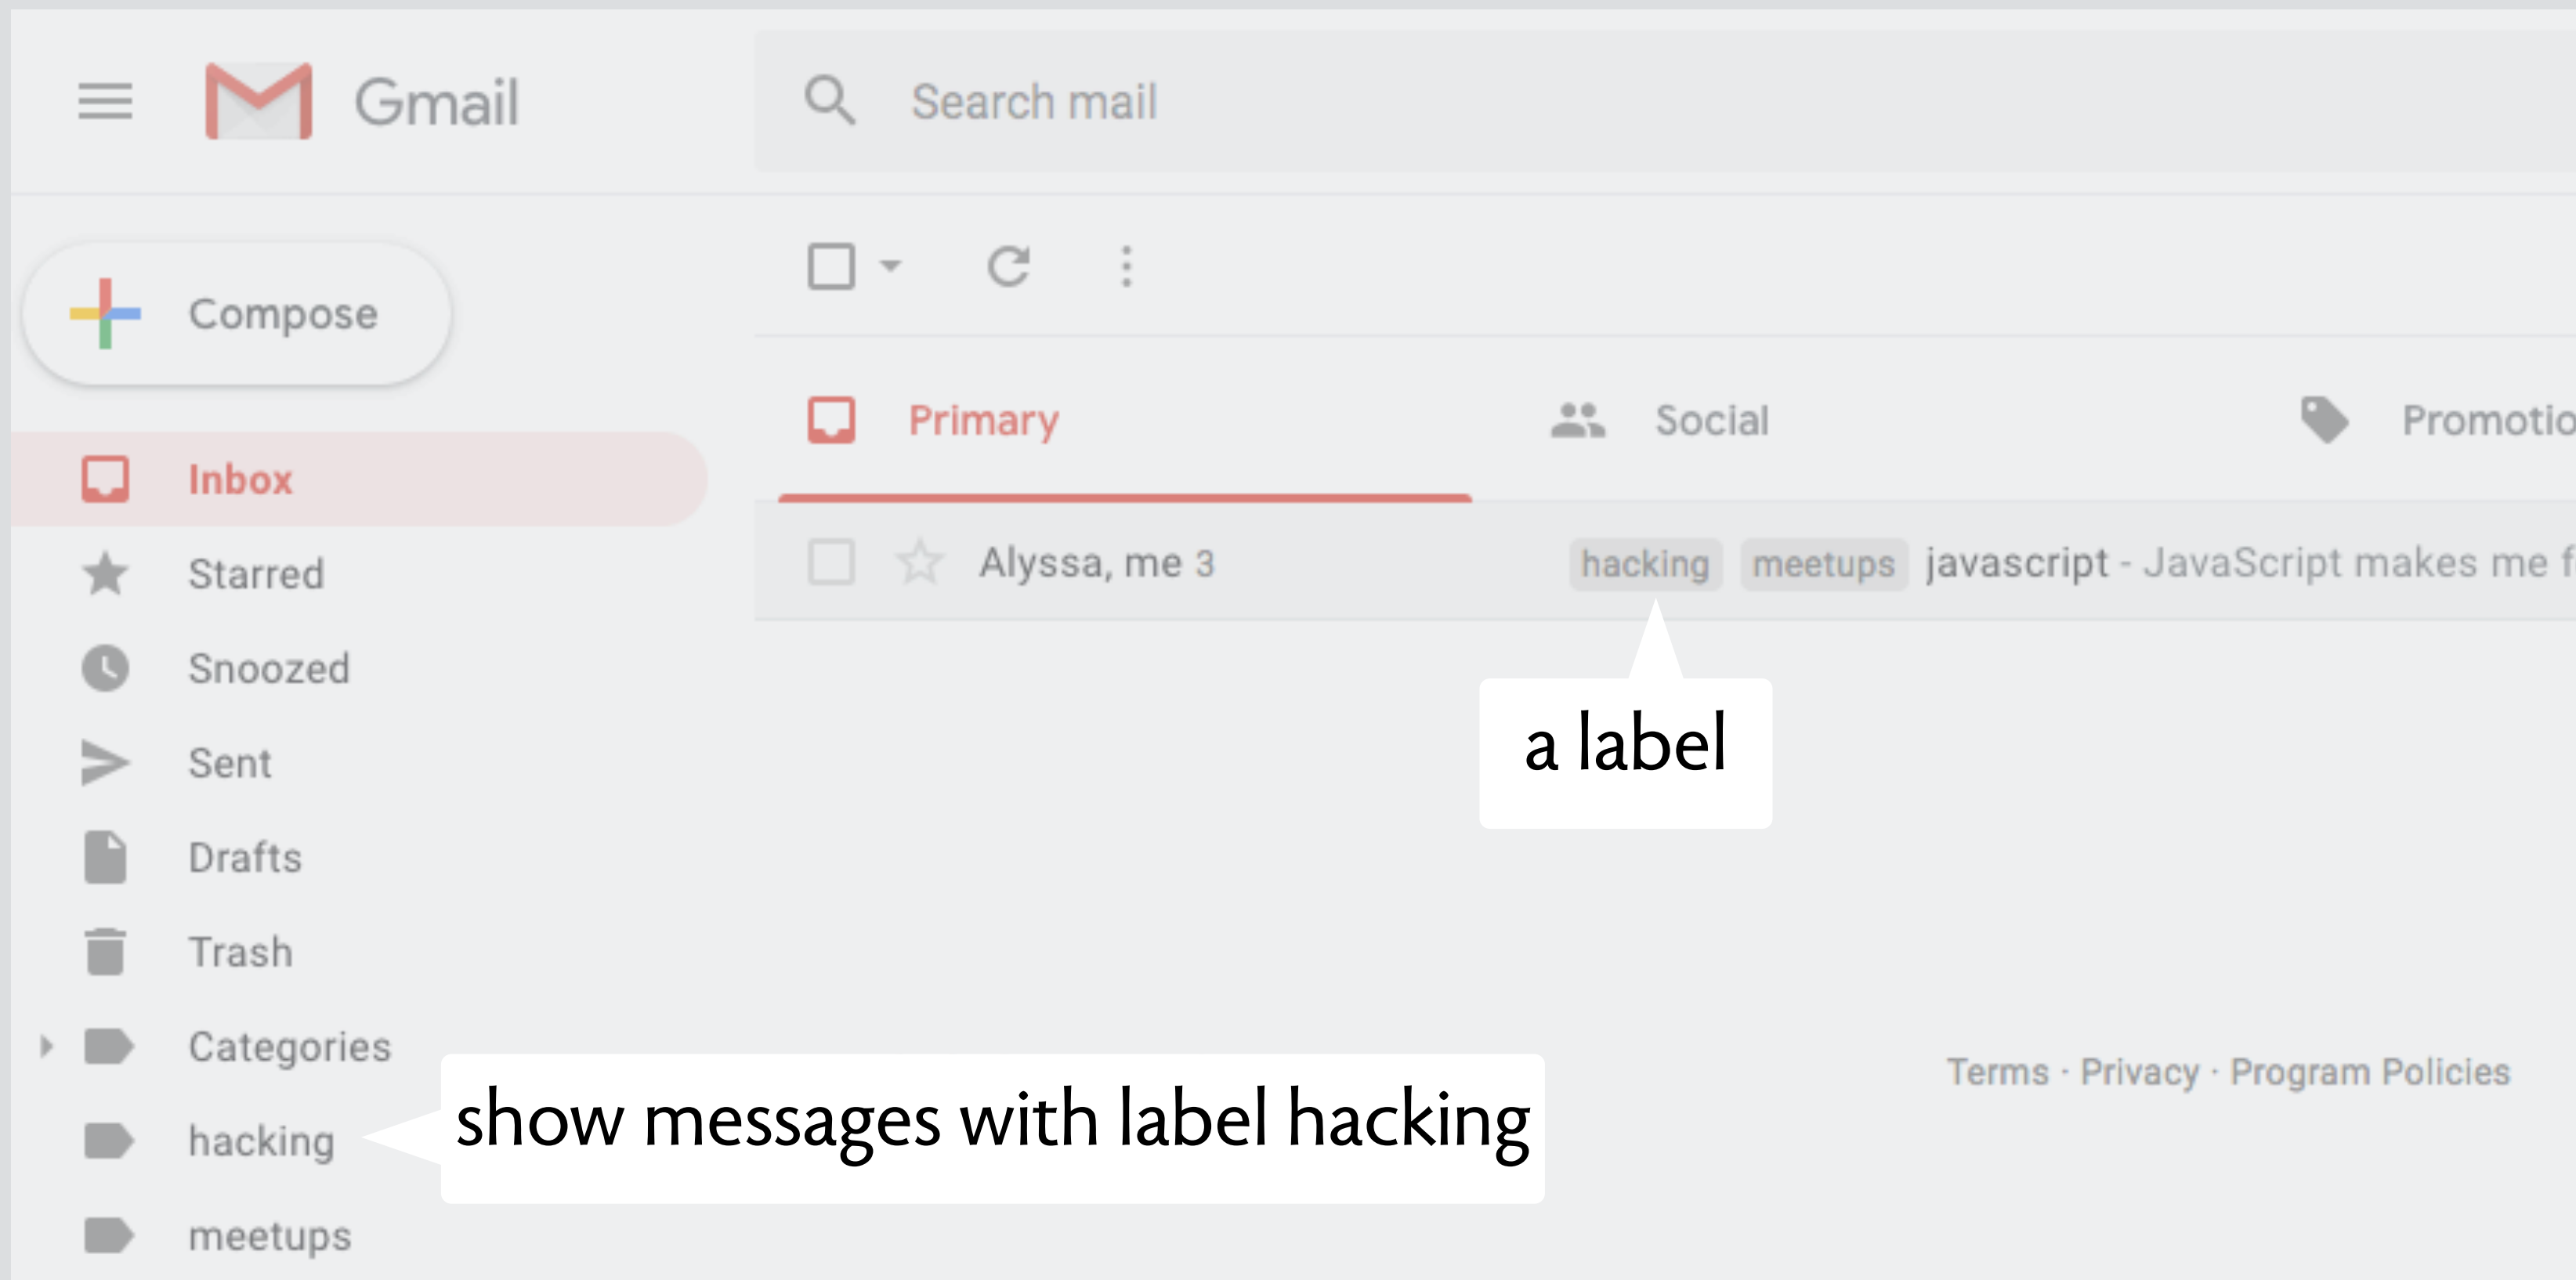 Gmail
Search mail
Compose
Primary
Social
Promotio
Inbox
Alyssa, me 3
hacking meetups javascript - JavaScript makes me f
Starred
Snoozed
a label
Sent
Drafts
Trash
Categories
Terms · Privacy · Program Policies
hacking
show messages with label hacking
meetups